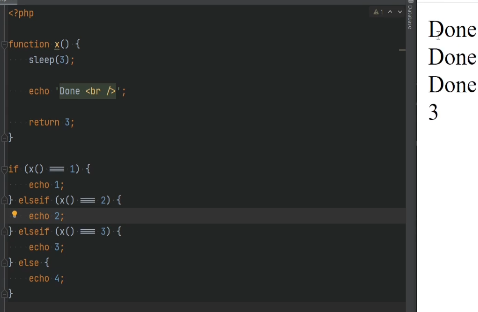 <?php
function x() {
sleep(3);
echo 'Done <br />';
return 3;
}
if (x() === 1) {
echo 1;
} elseif (x() === 2) {
echo 2;
} elseif (x() === 3) {
echo 3;
} else {
echo 4;
}
Done
Done
Done
3